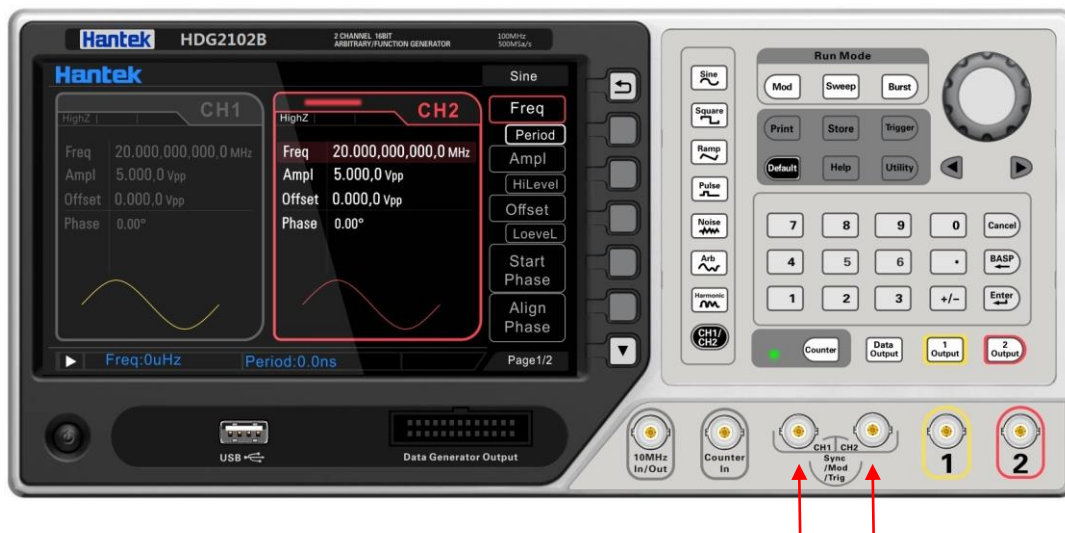 Hantek HDG2102B 2 CHANNEL 16BIT 100MHz
ARBITRARY/FUNCTION GENERATOR 500MSa/s
Hantek Sine
CH1
HighZ
Freq 20.000,000,000,0 MHz
Ampl 5.000,0 Vpp
Offset 0.000,0 Vpp
Phase 0.00°
CH2
HighZ
Freq 20.000,000,000,0 MHz
Ampl 5.000,0 Vpp
Offset 0.000,0 Vpp
Phase 0.00°
Freq
Period
Ampl
HiLevel
Offset
LoeveL
Start
Phase
Align
Phase
Freq:0uHz Period:0.0ns Page1/2
USB
Data Generator Output
Sine
Square
Ramp
Pulse
Noise
Arb
Harmonic
CH1/
CH2
Run Mode
Mod Sweep Burst
Print Store Trigger
Default Help Utility
7 8 9 0 Cancel
4 5 6 . BASP
1 2 3 +/- Enter
Counter
Data
Output
1
Output
2
Output
10MHz
In/Out
Counter
In
CH1 CH2
Sync
/Mod
/Trig
1
2